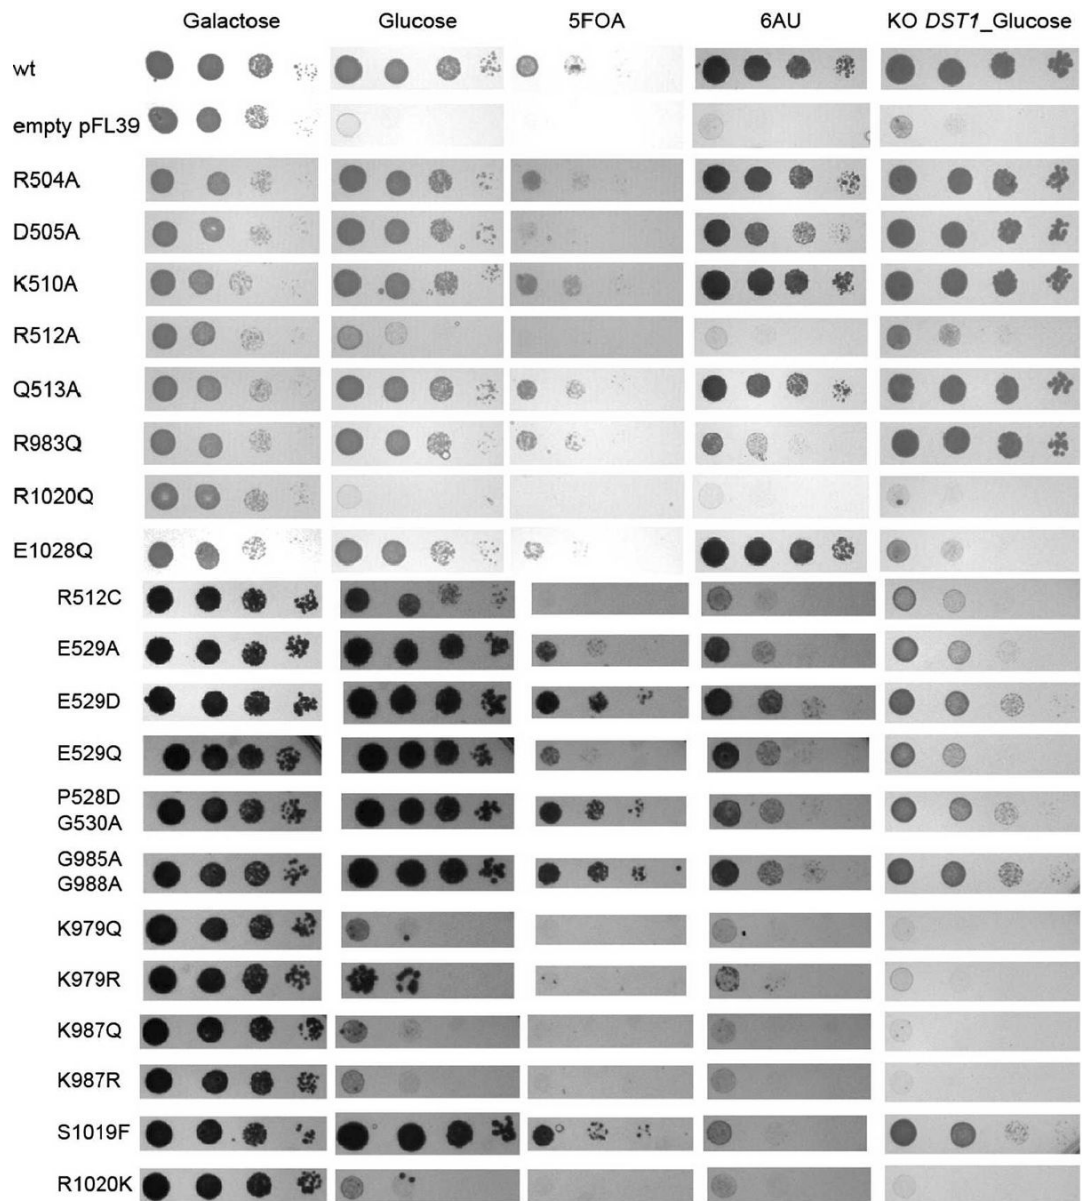 Galactose Glucose 5FOA 6AU KO DST1_Glucose
wt
empty pFL39
R504A
D505A
K510A
R512A
Q513A
R983Q
R1020Q
E1028Q
R512C
E529A
E529D
E529Q
P528D
G530A
G985A
G988A
K979Q
K979R
K987Q
K987R
S1019F
R1020K